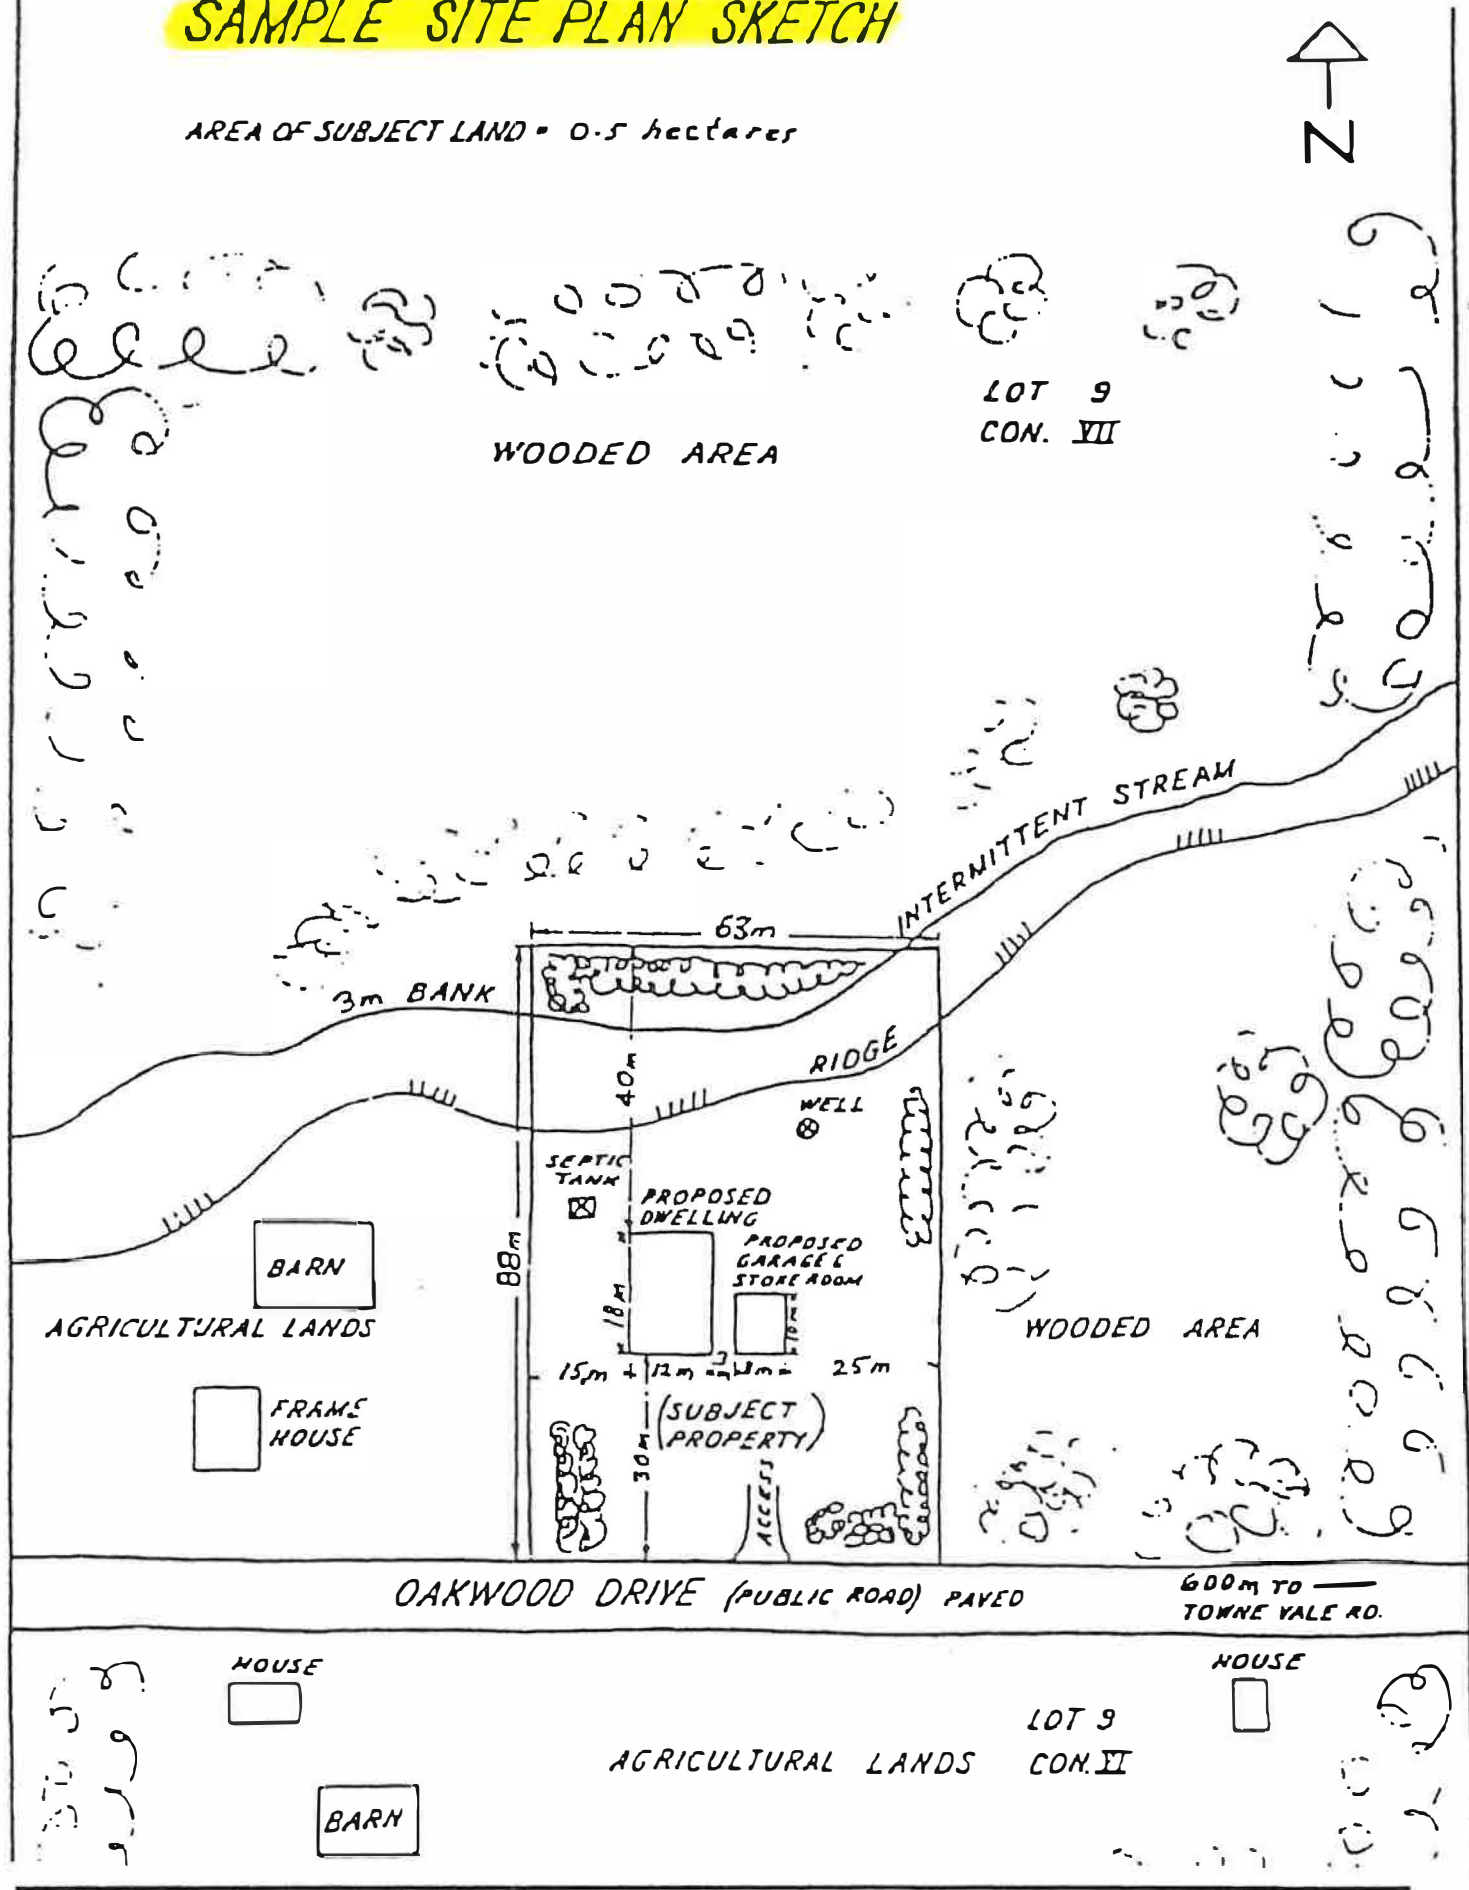 SAMPLE SITE PLAN SKETCH
AREA OF SUBJECT LAND = 0.5 hectares
N
LOT 9
CON. VII
WOODED AREA
INTERMITTENT STREAM
63m
3m BANK
40m
RIDGE
WELL
SEPTIC
TANK
PROPOSED
DWELLING
PROPOSED
GARAGE &
STORE ROOM
88m
BARN
18m
10m
AGRICULTURAL LANDS
WOODED AREA
15m
12m
3m
8m
25m
FRAME
HOUSE
(SUBJECT
PROPERTY)
30m
ACCESS
OAKWOOD DRIVE (PUBLIC ROAD) PAVED
600m TO
TOWNE VALE RD.
HOUSE
HOUSE
LOT 9
CON. VI
AGRICULTURAL LANDS
BARN